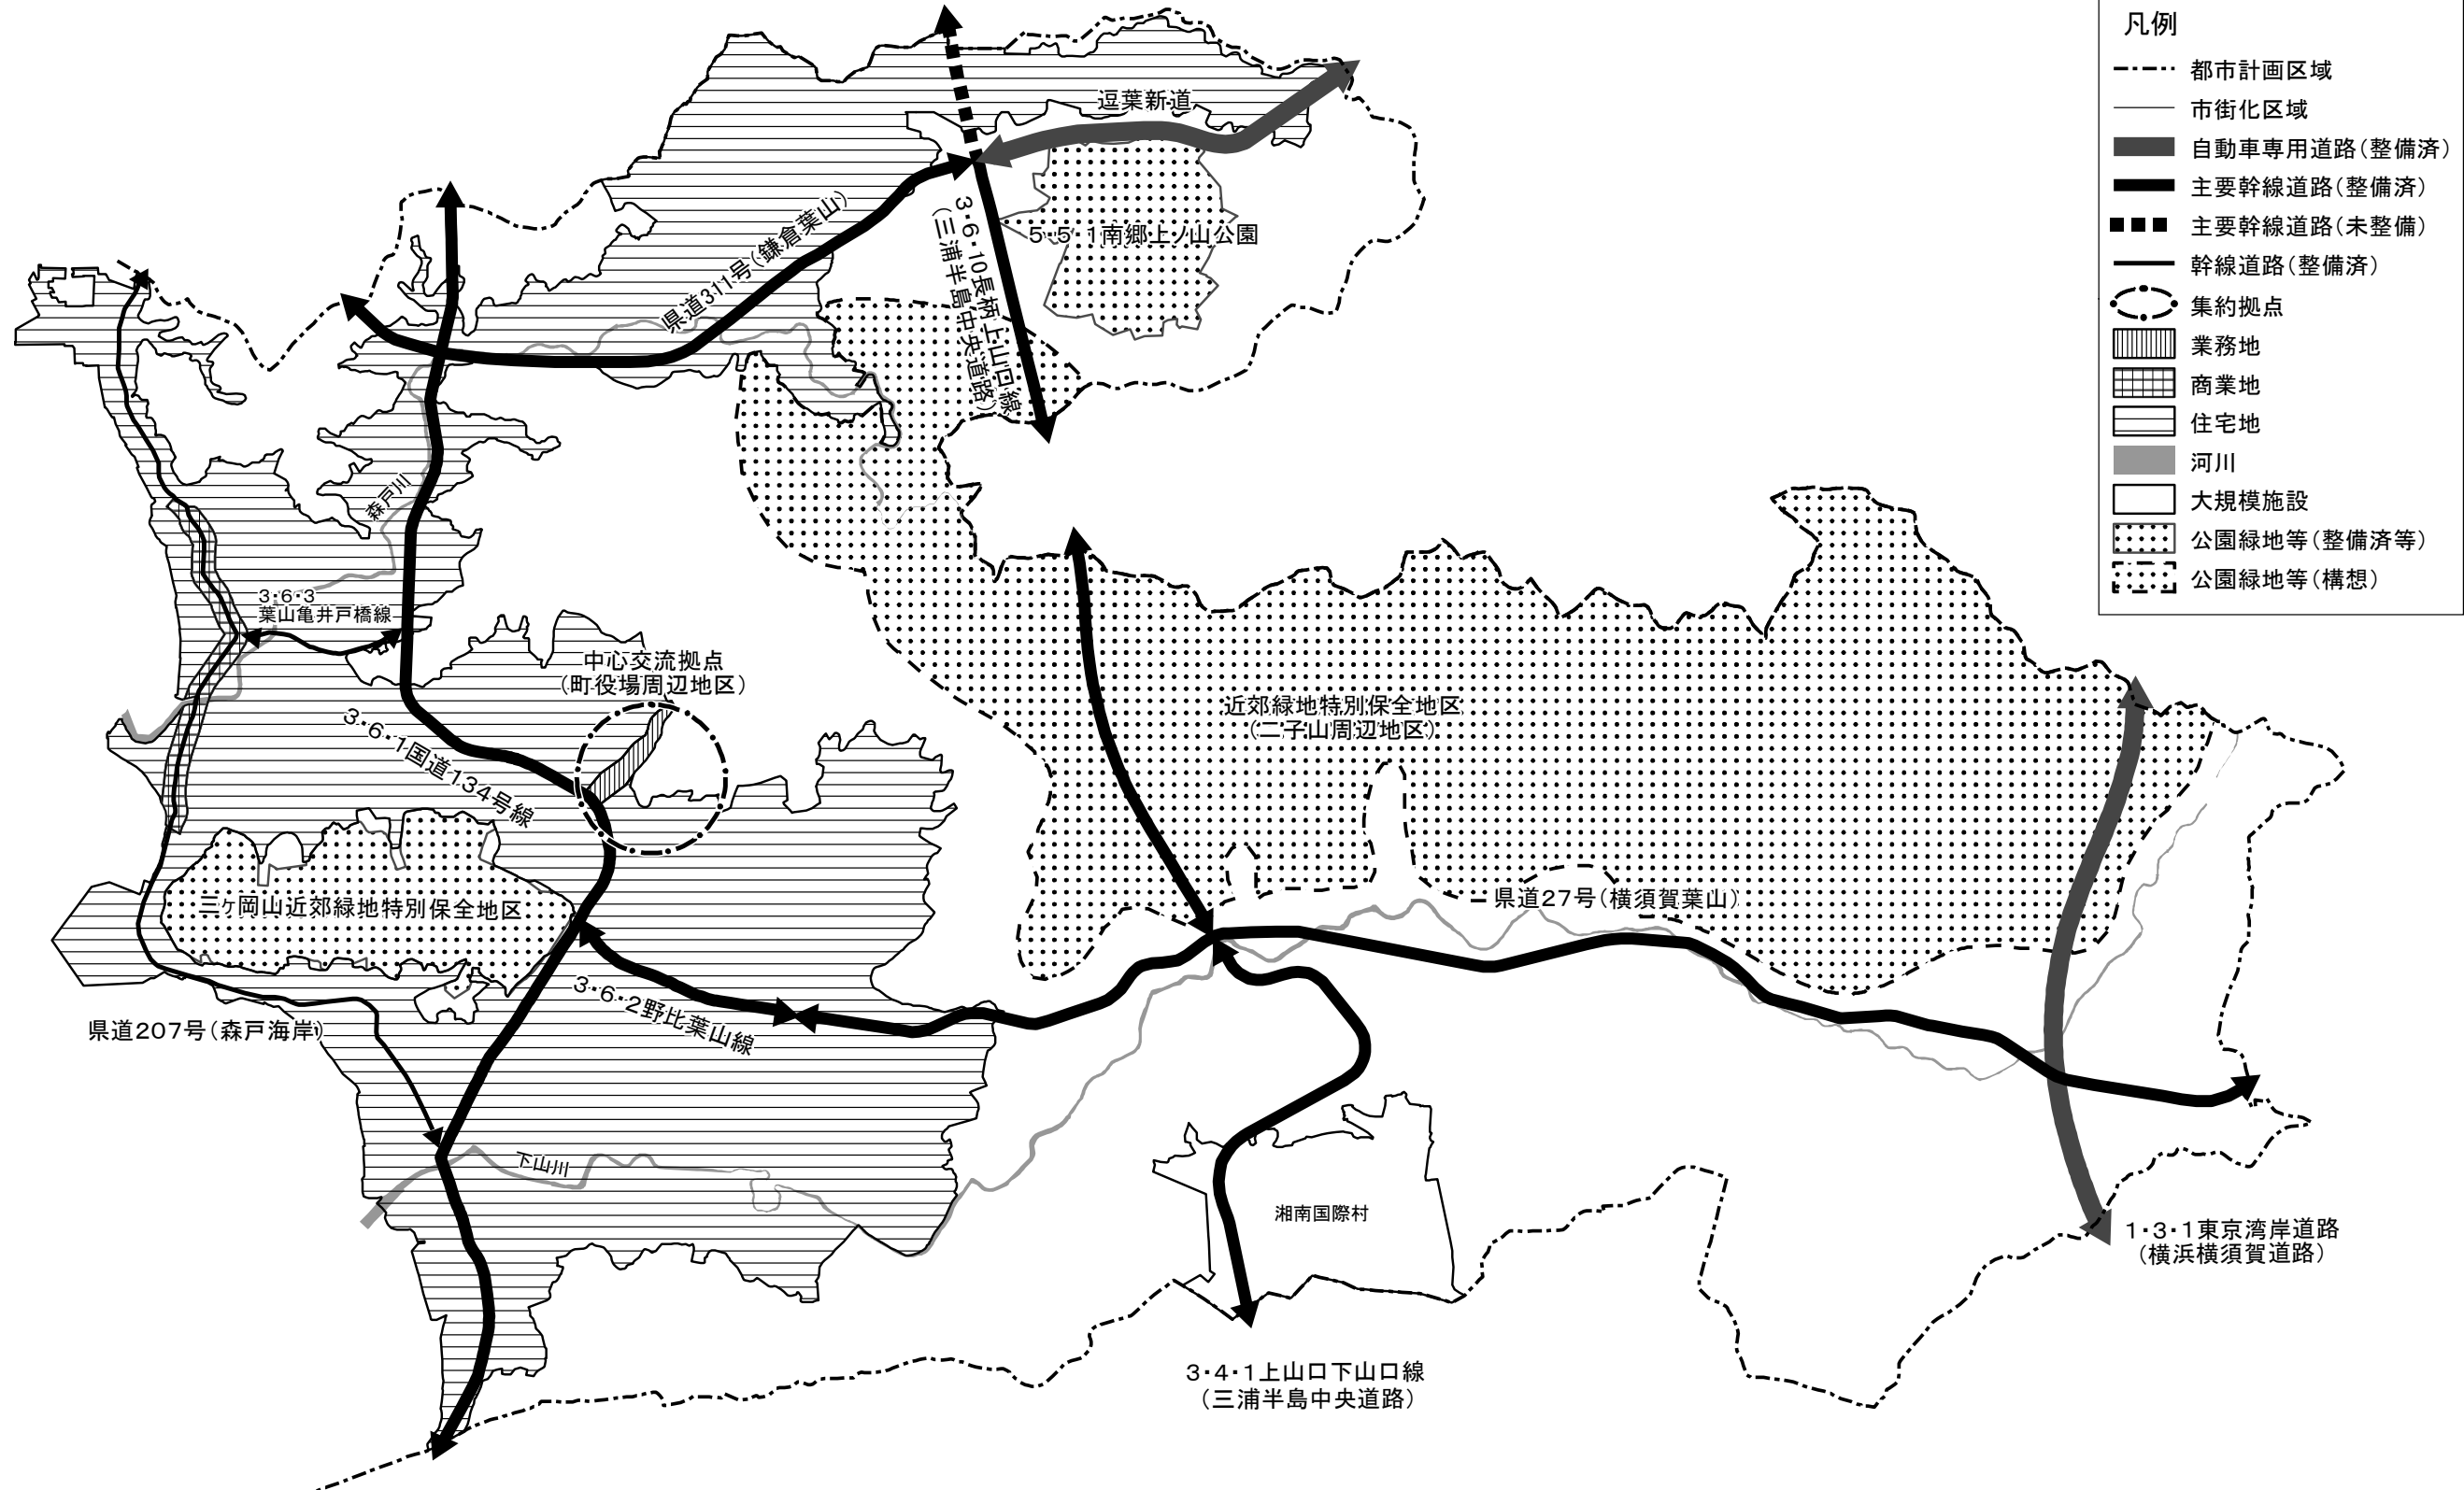 凡例
都市計画区域
市街化区域
自動車専用道路(整備済)
主要幹線道路(整備済)
主要幹線道路(未整備)
幹線道路(整備済)
集約拠点
業務地
商業地
住宅地
河川
大規模施設
公園緑地等(整備済等)
公園緑地等(構想)
逗葉新道
県道311号(鎌倉葉山)
3・6・10長柄上山口線
(三浦半島中央道路)
5・5・1南郷上ノ山公園
森戸川
3・6・3
葉山亀井戸橋線
中心交流拠点
(町役場周辺地区)
3・6・1国道134号線
近郊緑地特別保全地区
(二子山周辺地区)
三ヶ岡山近郊緑地特別保全地区
県道27号(横須賀葉山)
3・6・2野比葉山線
県道207号(森戸海岸)
下山川
湘南国際村
1・3・1東京湾岸道路
(横浜横須賀道路)
3・4・1上山口下山口線
(三浦半島中央道路)